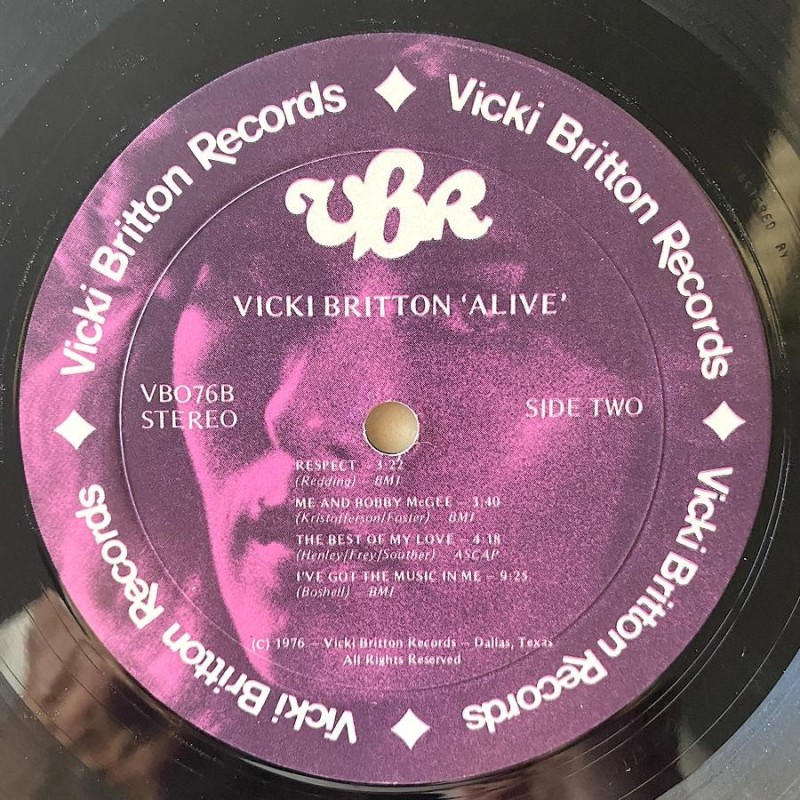 Vicki Britton Records
Vicki Britton Records
Vicki Britton Records
Vicki Britton Records
VBR
VICKI BRITTON ‘ALIVE’
VBO76B
STEREO
SIDE TWO
RESPECT – 3:22
(Redding) – BMI
ME AND BOBBY McGEE – 3:40
(Kristofferson/Foster) – BMI
THE BEST OF MY LOVE – 4:18
(Henley/Frey/Souther) – ASCAP
I'VE GOT THE MUSIC IN ME – 9:25
(Boshell) BMI
(C) 1976 – Vicki Britton Records – Dallas, Texas
All Rights Reserved